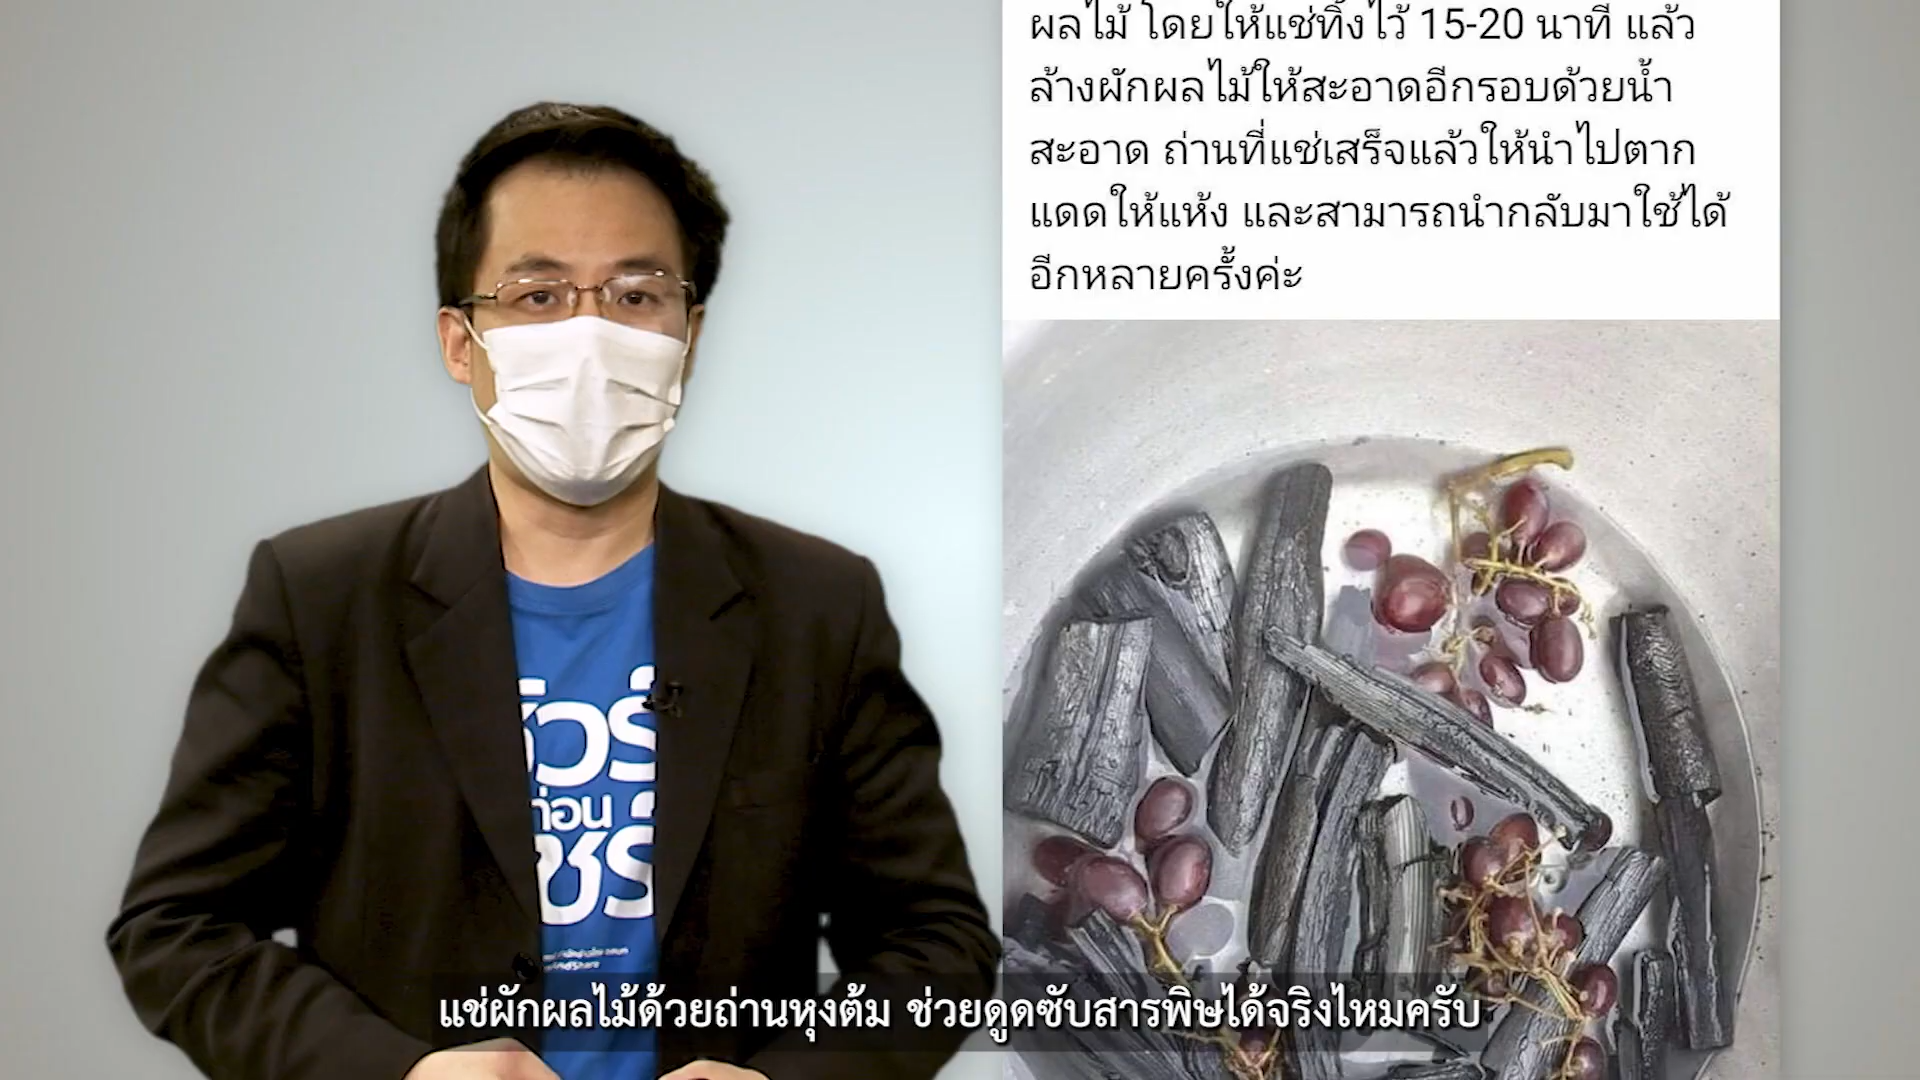 ผลไม้ โดยให้แช่ทิ้งไว้ 15-20 นาที แล้ว
ล้างผักผลไม้ให้สะอาดอีกรอบด้วยน้ำ
สะอาด ถ่านที่แช่เสร็จแล้วให้นำไปตาก
แดดให้แห้ง และสามารถนำกลับมาใช้ได้
อีกหลายครั้งค่ะ
ชัวร์
ก่อน
แชร์
แช่ผักผลไม้ด้วยถ่านหุงต้ม ช่วยดูดซับสารพิษได้จริงไหมครับ